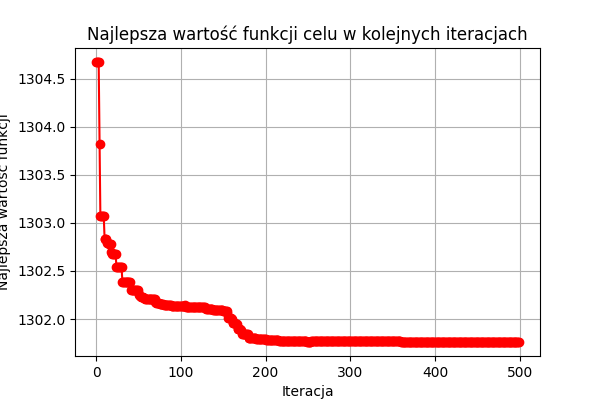 Najlepsza wartość funkcji celu w kolejnych iteracjach
Najlepsza wartość funkcji
1304.5
1304.0
1303.5
1303.0
1302.5
1302.0
0 100 200 300 400 500
Iteracja